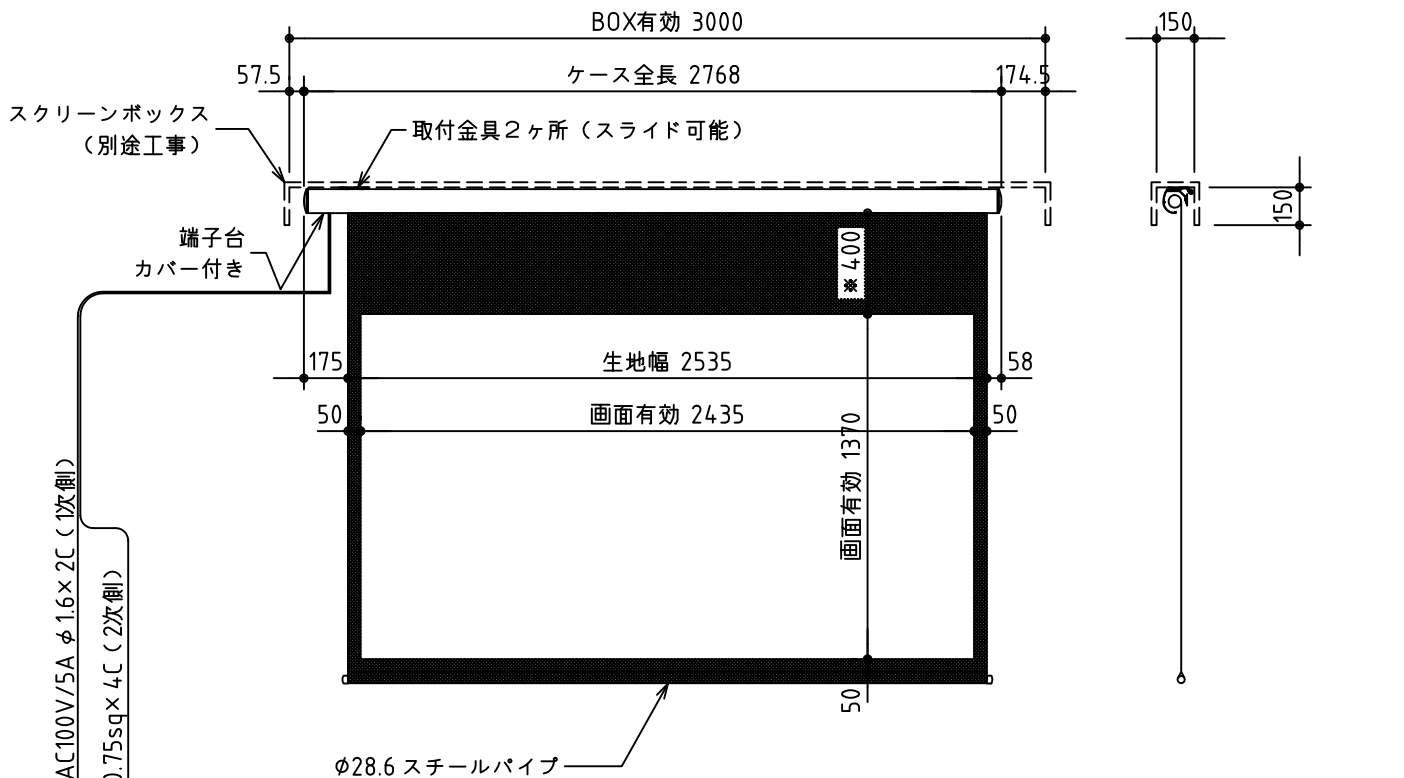 BOX有効 3000
150
57.5
ケース全長 2768
174.5
スクリーンボックス
（別途工事）
取付金具２ヶ所（スライド可能）
150
端子台
カバー付き
※ 400
175
生地幅 2535
58
50
画面有効 2435
50
画面有効 1370
AC100V/5A φ1.6×2C（1次側）
0.75sq×4C（2次側）
50
φ28.6 スチールパイプ